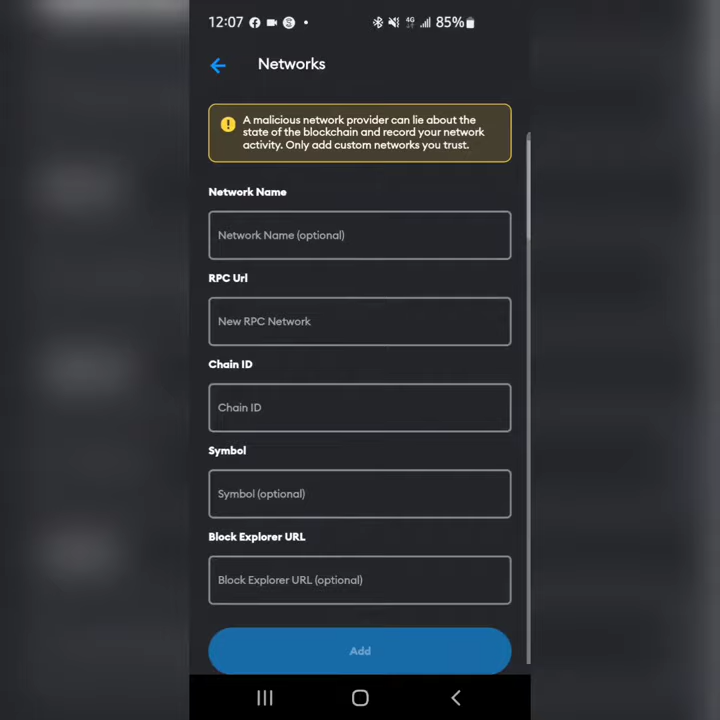 12:07 4G 85%
Networks
A malicious network provider can lie about the
state of the blockchain and record your network
activity. Only add custom networks you trust.
Network Name
Network Name (optional)
RPC Url
New RPC Network
Chain ID
Chain ID
Symbol
Symbol (optional)
Block Explorer URL
Block Explorer URL (optional)
Add